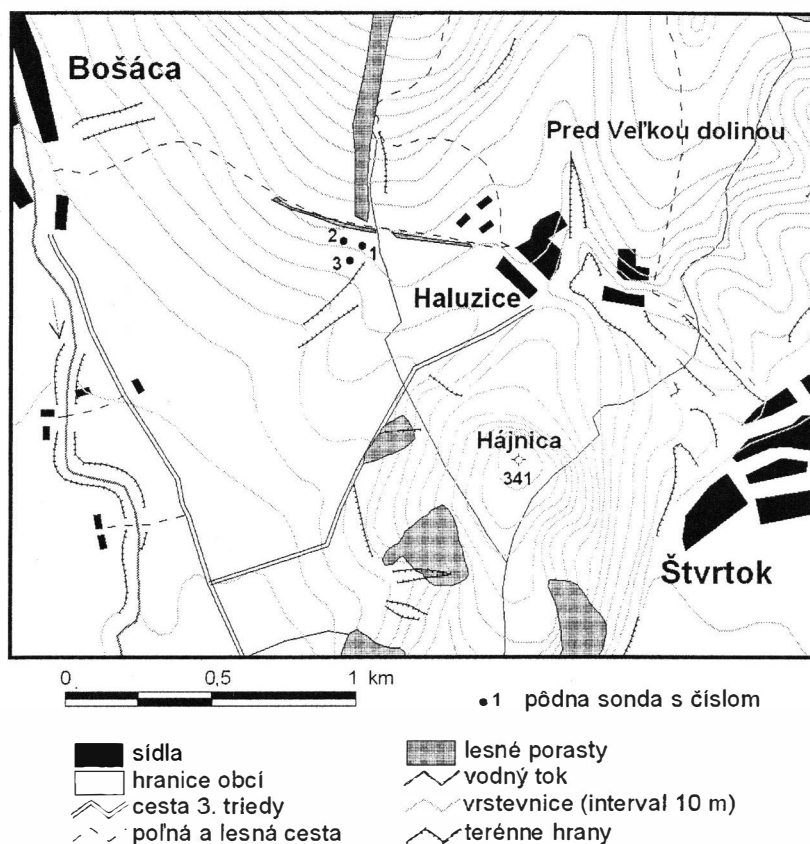 Bošáca
Pred Veľkou dolinou
2
1
3
Haluzice
Hájnica
341
Štvrtok
0 0,5 1 km
1 pôdna sonda s číslom
sídla
hranice obcí
cesta 3. triedy
poľná a lesná cesta
lesné porasty
vodný tok
vrstevnice (interval 10 m)
terénne hrany